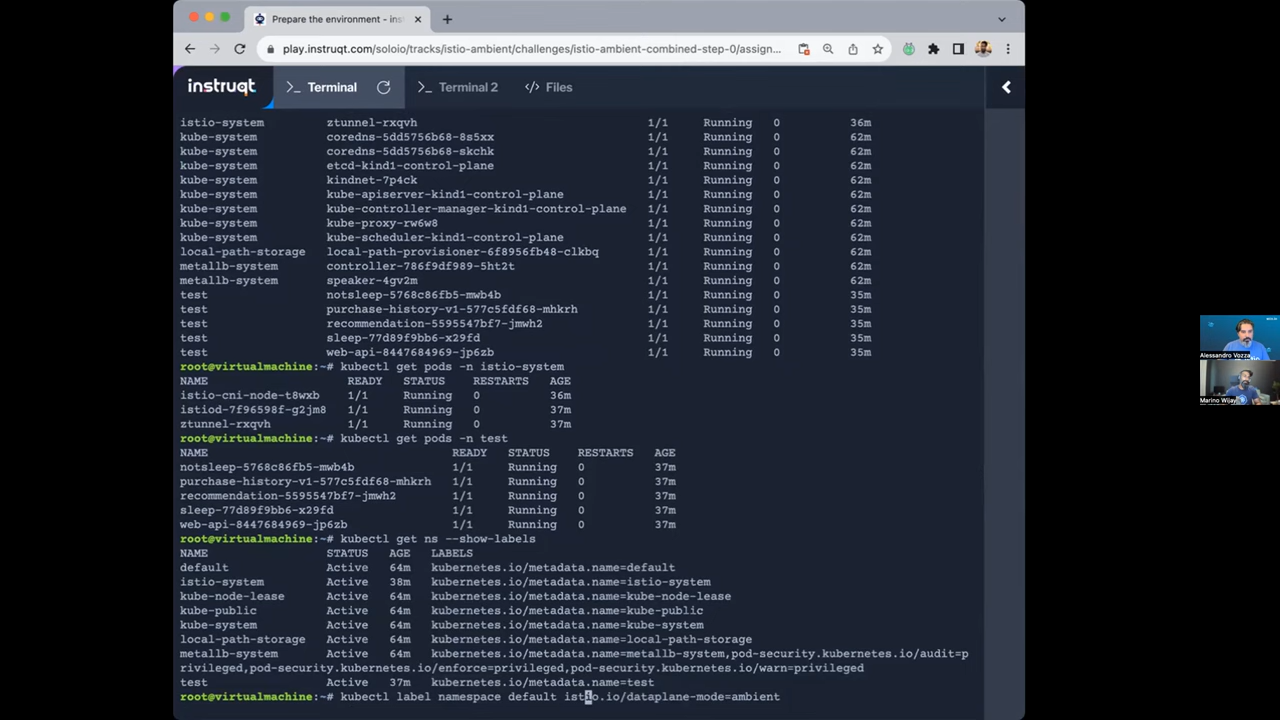 Prepare the environment - ins
play.instruqt.com/soloio/tracks/istio-ambient/challenges/istio-ambient-combined-step-0/assign...
instruqt >_ Terminal >_ Terminal 2 </> Files
istio-system ztunnel-rxqvh 1/1 Running 0 36m
kube-system coredns-5dd5756b68-8s5xx 1/1 Running 0 62m
kube-system coredns-5dd5756b68-skchk 1/1 Running 0 62m
kube-system etcd-kind1-control-plane 1/1 Running 0 62m
kube-system kindnet-7p4ck 1/1 Running 0 62m
kube-system kube-apiserver-kind1-control-plane 1/1 Running 0 62m
kube-system kube-controller-manager-kind1-control-plane 1/1 Running 0 62m
kube-system kube-proxy-rw6w8 1/1 Running 0 62m
kube-system kube-scheduler-kind1-control-plane 1/1 Running 0 62m
local-path-storage local-path-provisioner-6f8956fb48-clkbq 1/1 Running 0 62m
metallb-system controller-786f9df989-5ht2t 1/1 Running 0 62m
metallb-system speaker-4gv2m 1/1 Running 0 62m
test notsleep-5768c86fb5-mwb4b 1/1 Running 0 35m
test purchase-history-v1-577c5fdf68-mhkrh 1/1 Running 0 35m
test recommendation-5595547bf7-jmwh2 1/1 Running 0 35m
test sleep-77d89f9bb6-x29fd 1/1 Running 0 35m
test web-api-8447684969-jp6zb 1/1 Running 0 35m
root@virtualmachine:~# kubectl get pods -n istio-system
NAME READY STATUS RESTARTS AGE
istio-cni-node-t8wxb 1/1 Running 0 36m
istiod-7f96598f-g2jm8 1/1 Running 0 37m
ztunnel-rxqvh 1/1 Running 0 37m
root@virtualmachine:~# kubectl get pods -n test
NAME READY STATUS RESTARTS AGE
notsleep-5768c86fb5-mwb4b 1/1 Running 0 37m
purchase-history-v1-577c5fdf68-mhkrh 1/1 Running 0 37m
recommendation-5595547bf7-jmwh2 1/1 Running 0 37m
sleep-77d89f9bb6-x29fd 1/1 Running 0 37m
web-api-8447684969-jp6zb 1/1 Running 0 37m
root@virtualmachine:~# kubectl get ns --show-labels
NAME STATUS AGE LABELS
default Active 64m kubernetes.io/metadata.name=default
istio-system Active 38m kubernetes.io/metadata.name=istio-system
kube-node-lease Active 64m kubernetes.io/metadata.name=kube-node-lease
kube-public Active 64m kubernetes.io/metadata.name=kube-public
kube-system Active 64m kubernetes.io/metadata.name=kube-system
local-path-storage Active 64m kubernetes.io/metadata.name=local-path-storage
metallb-system Active 64m kubernetes.io/metadata.name=metallb-system,pod-security.kubernetes.io/audit=p
rivileged,pod-security.kubernetes.io/enforce=privileged,pod-security.kubernetes.io/warn=privileged
test Active 37m kubernetes.io/metadata.name=test
root@virtualmachine:~# kubectl label namespace default istio.io/dataplane-mode=ambient
Alessandro Vozza
Marino Wijay